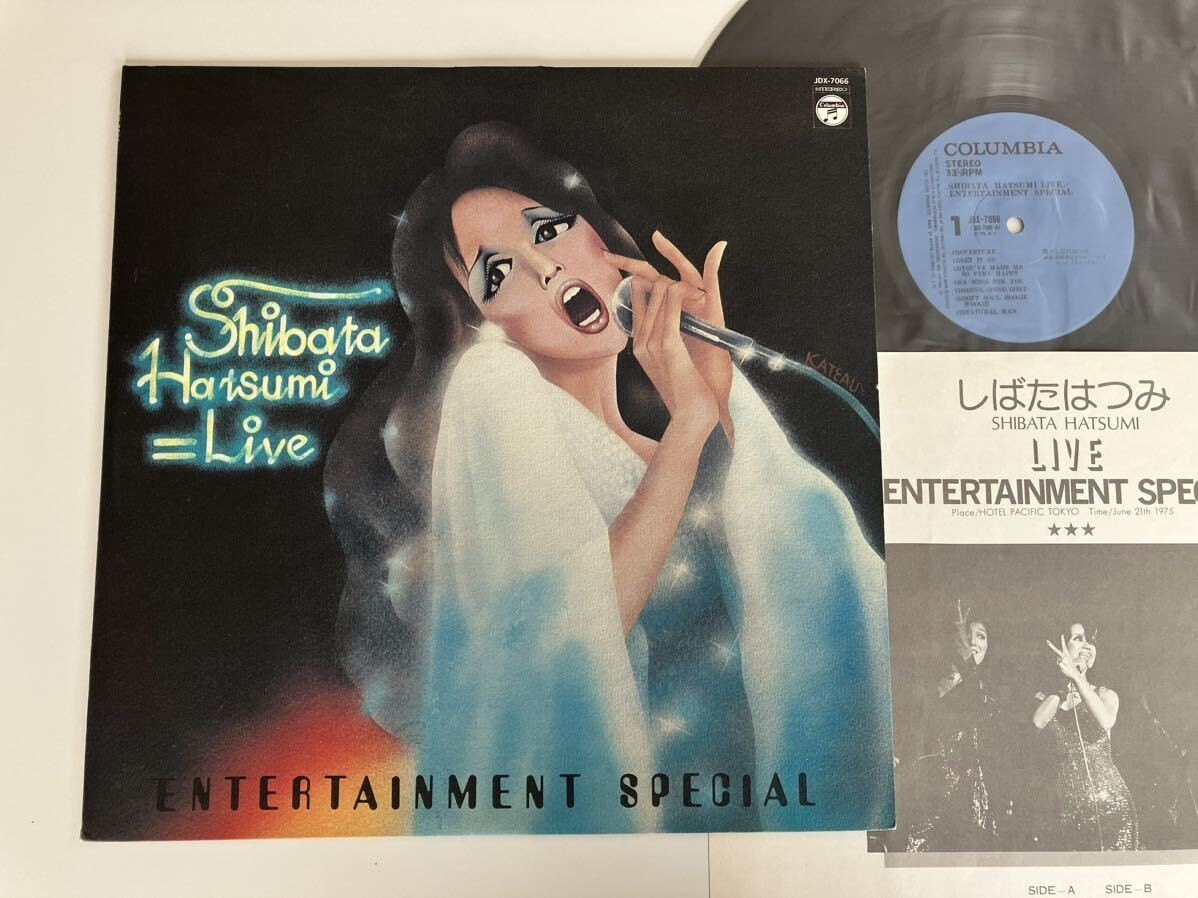 JDX-7066
STEREO
Columbia
Shibata
Hatsumi
=Live
KATEAU
ENTERTAINMENT SPECIAL
COLUMBIA
STEREO
33⅓RPM
SHIBATA HATSUMI LIVE/
ENTERTAINMENT SPECIAL
1
JDX-7066
OVERTURE
GET IT ON
YOU'VE MADE ME
SO VERY HAPPY
A SONG FOR YOU
GOING, GOING, GONE
SOFT SOUL BOOGIE
WOOGIE
NATURAL MAN
しばたはつみ
SHIBATA HATSUMI
LIVE
ENTERTAINMENT SPEC
Place/HOTEL PACIFIC TOKYO Time/June 21th 1975
★★★
SIDE-A SIDE-B